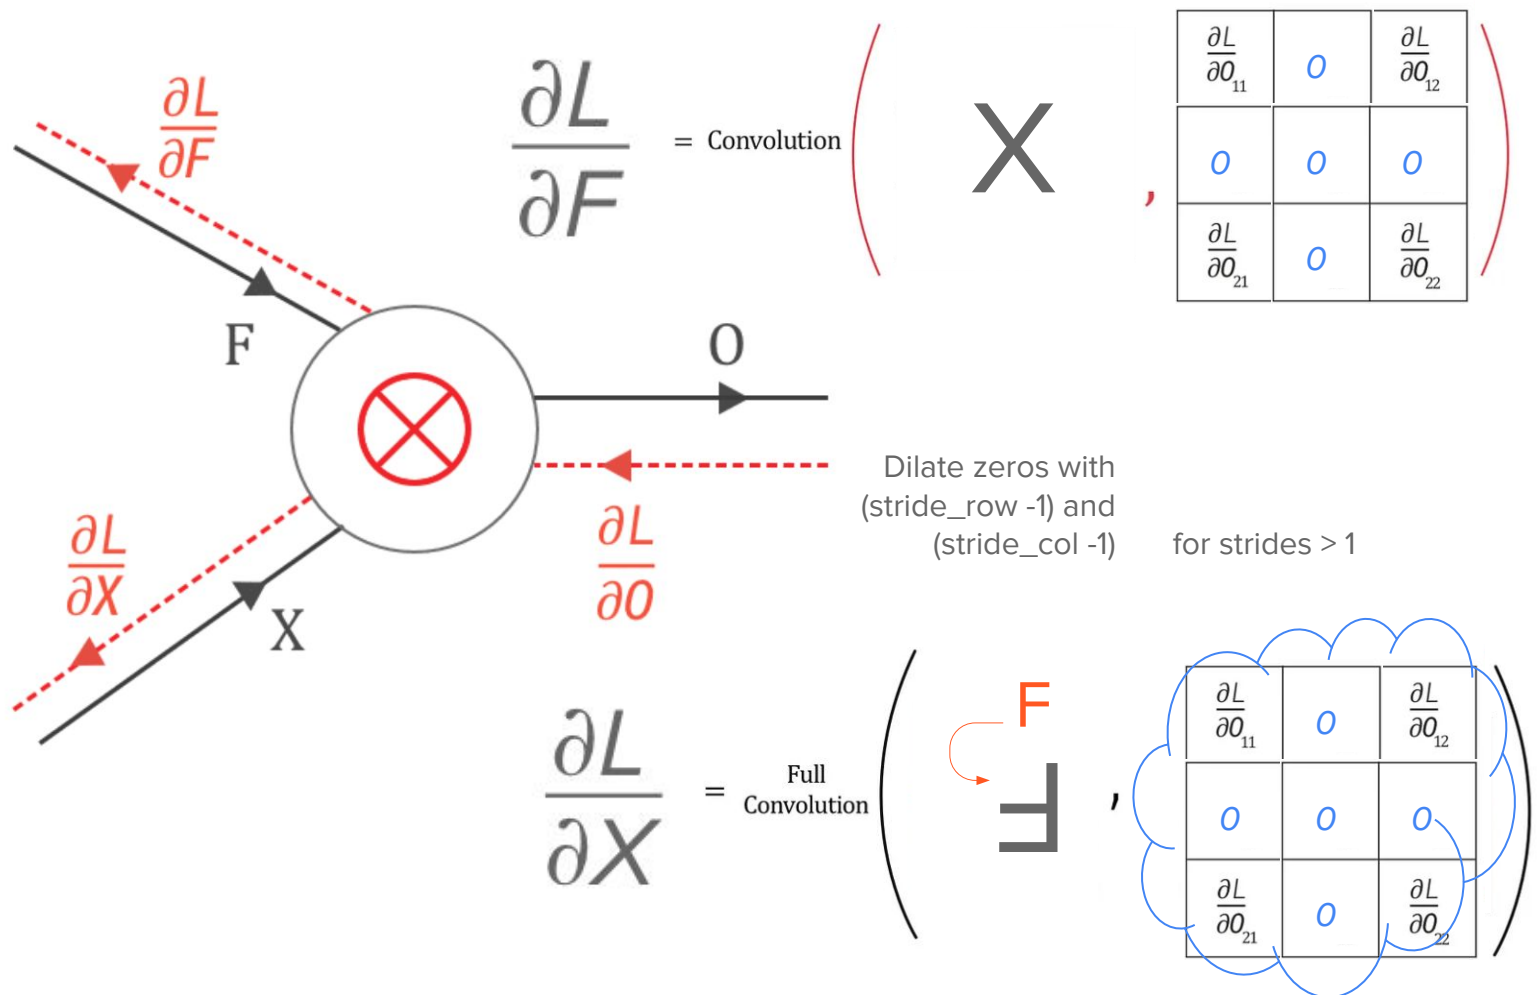 ∂L/∂F = Convolution ( X , 
∂L/∂O₁₁ 0 ∂L/∂O₁₂
0 0 0
∂L/∂O₂₁ 0 ∂L/∂O₂₂ )
∂L/∂F
F
O
∂L/∂O
∂L/∂X
X
Dilate zeros with
(stride_row -1) and
(stride_col -1) for strides > 1
∂L/∂X = Full Convolution ( F
F ,
∂L/∂O₁₁ 0 ∂L/∂O₁₂
0 0 0
∂L/∂O₂₁ 0 ∂L/∂O₂₂ )